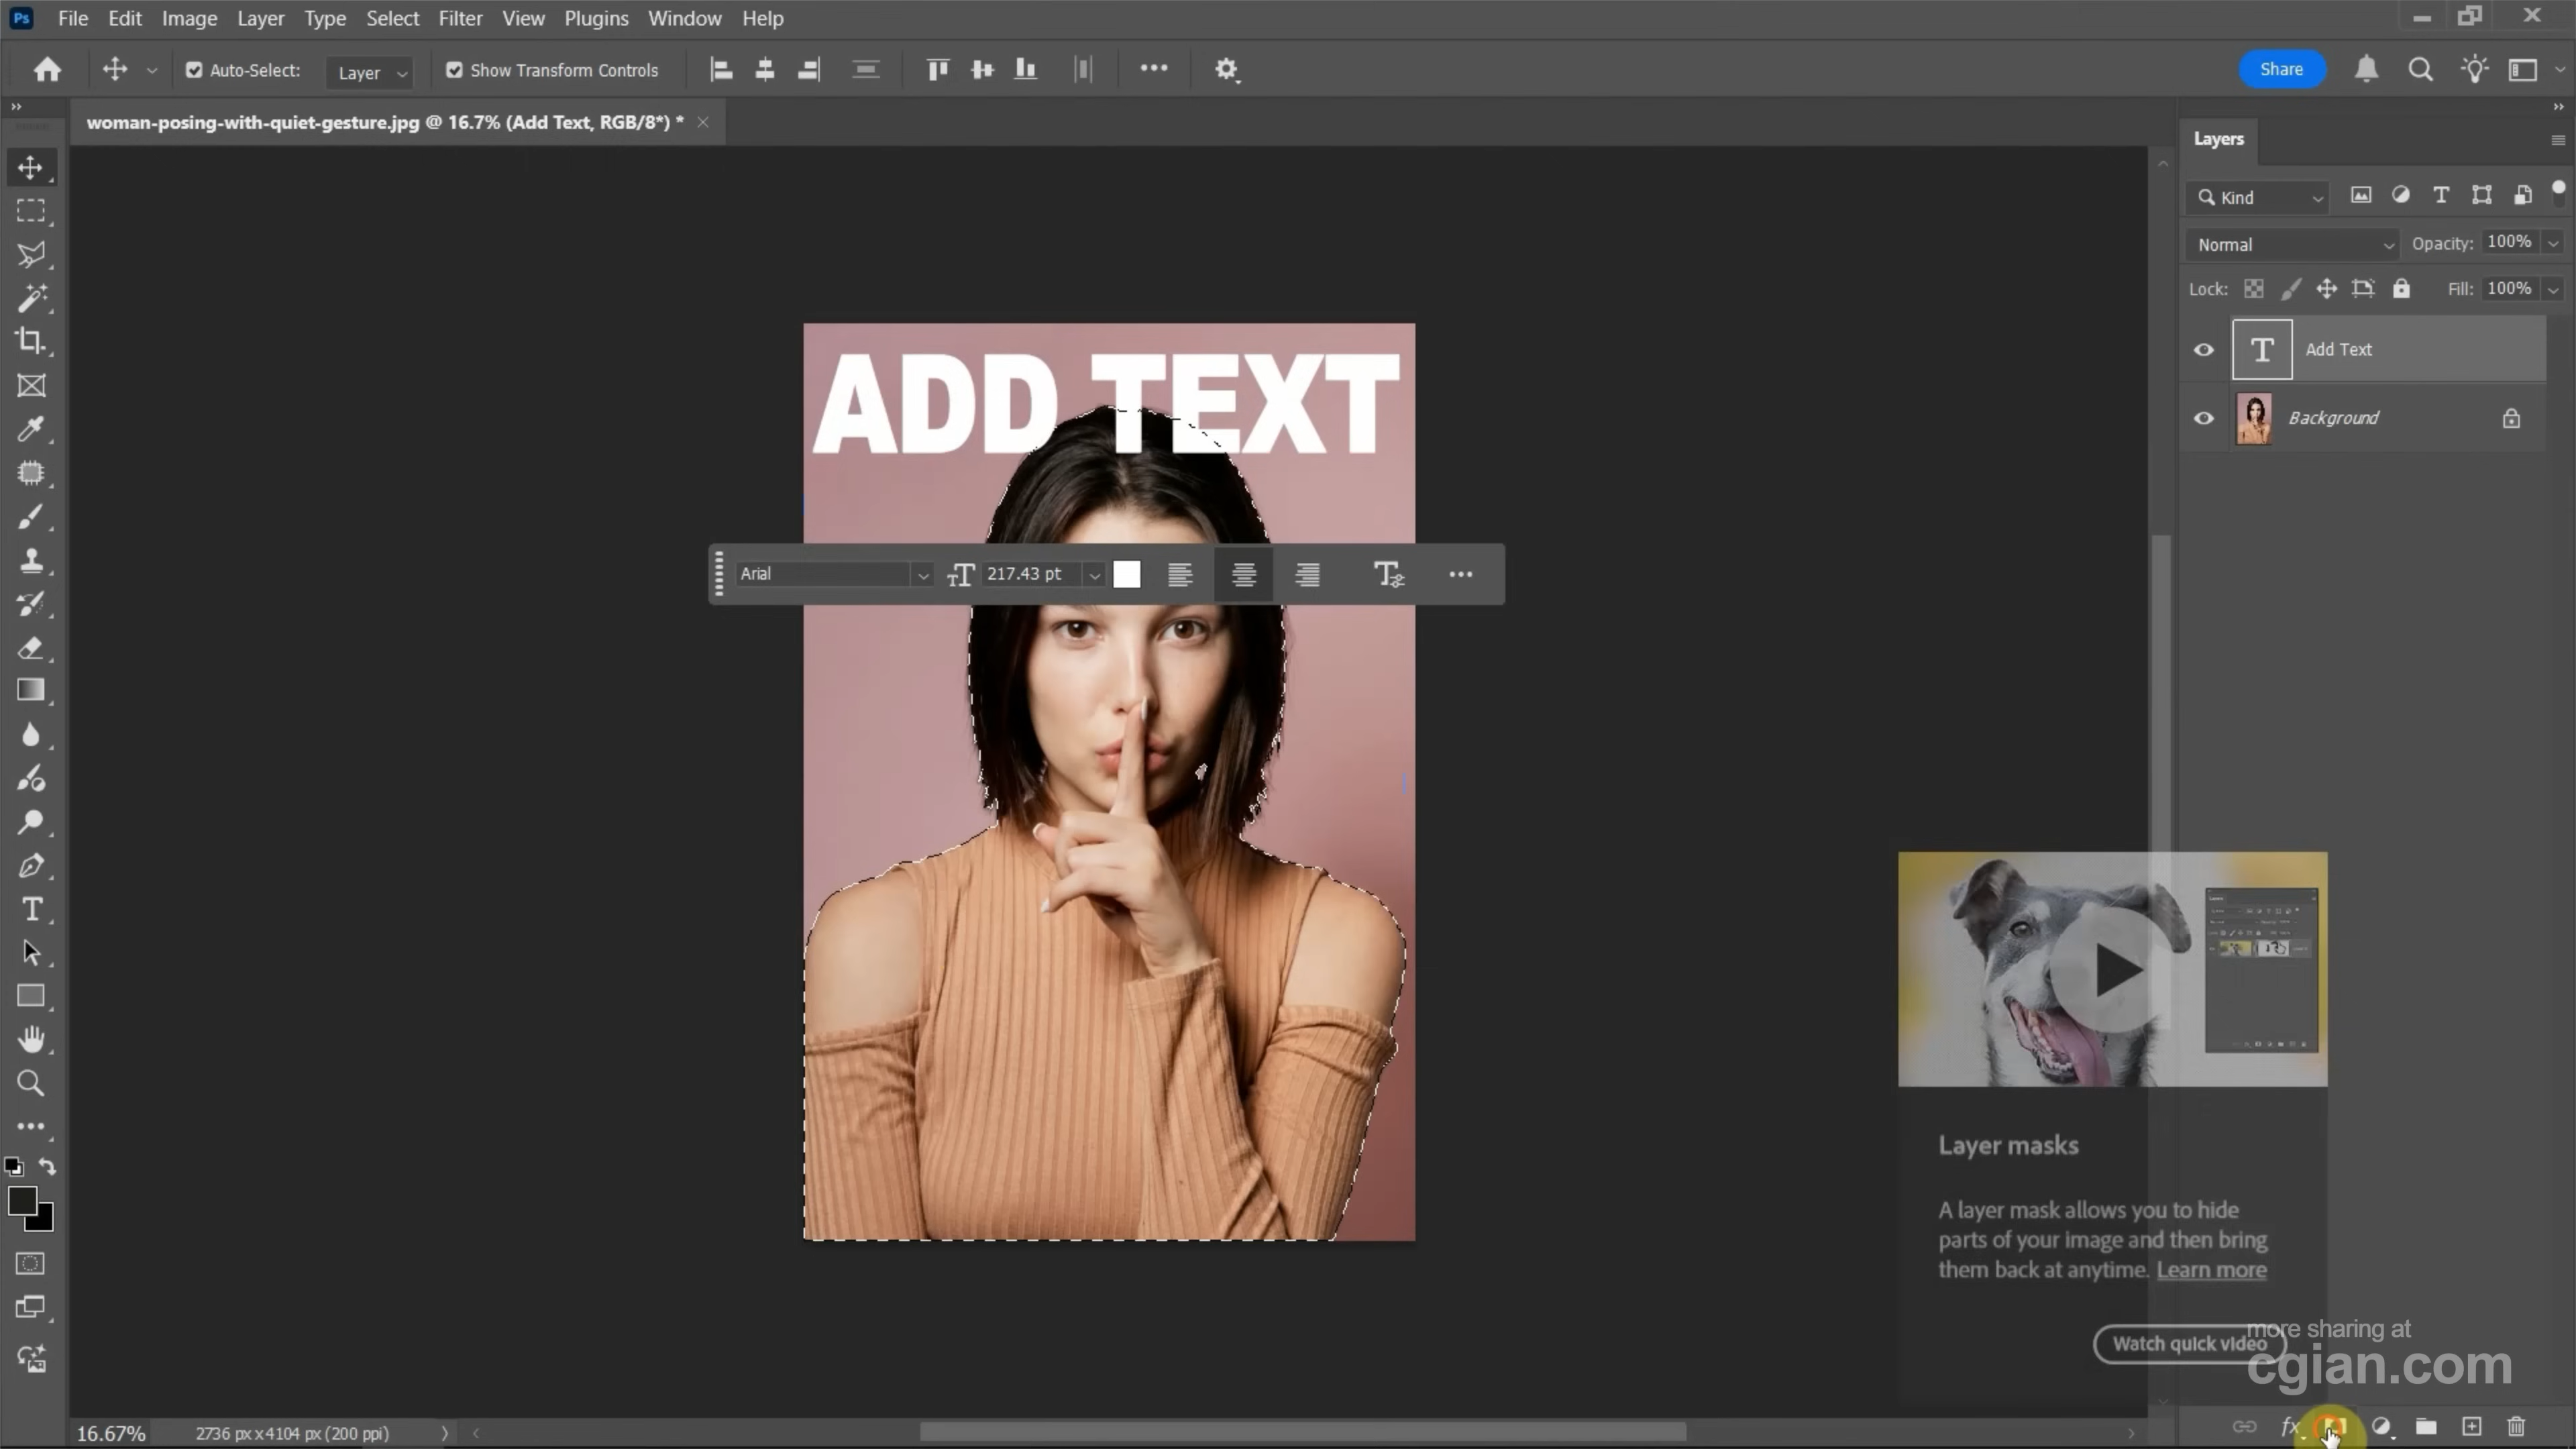 Ps File Edit Image Layer Type Select Filter View Plugins Window Help
Auto-Select: Layer Show Transform Controls Share
woman-posing-with-quiet-gesture.jpg @ 16.7% (Add Text, RGB/8*) *
Layers
Kind
Normal Opacity: 100%
Lock: Fill: 100%
Add Text
Background
ADD TEXT
Arial 217.43 pt
Layer masks
A layer mask allows you to hide
parts of your image and then bring
them back at anytime. Learn more
Watch quick video
more sharing at
cgian.com
16.67% 2736 px x 4104 px (200 ppi)
fx